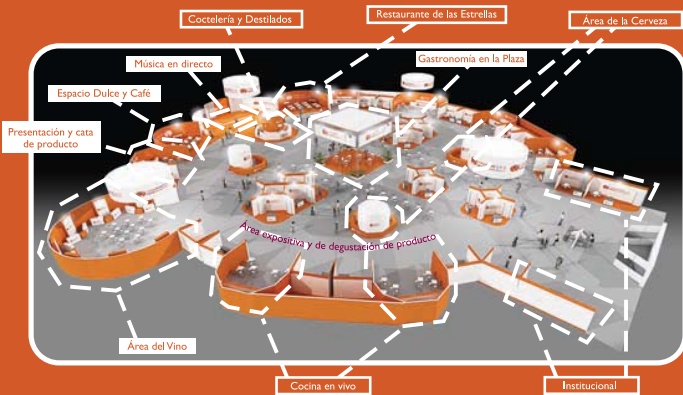 Coctelería y Destilados
Restaurante de las Estrellas
Área de la Cerveza
Música en directo
Gastronomía en la Plaza
Espacio Dulce y Café
Presentación y cata
de producto
Área expositiva y de degustación de producto
Área del Vino
Cocina en vivo
Institucional